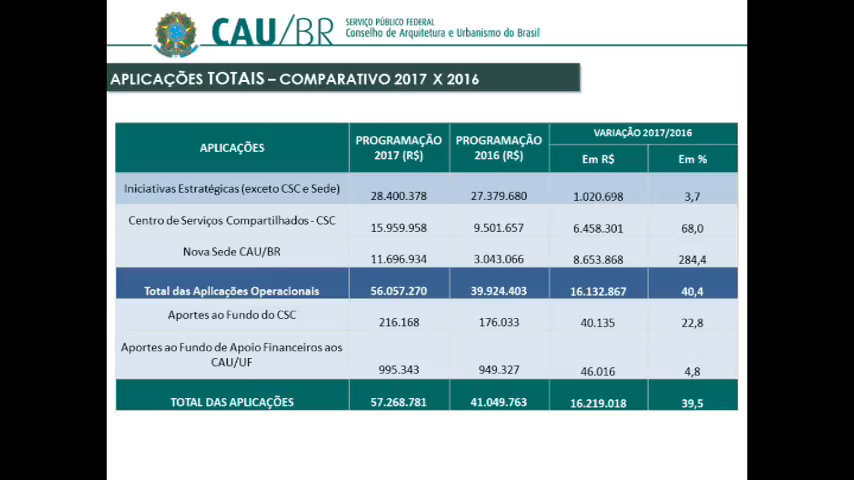 CAU/BR
SERVIÇO PÚBLICO FEDERAL
Conselho de Arquitetura e Urbanismo do Brasil
APLICAÇÕES TOTAIS – COMPARATIVO 2017 X 2016
APLICAÇÕES
PROGRAMAÇÃO 2017 (R$)
PROGRAMAÇÃO 2016 (R$)
VARIAÇÃO 2017/2016
Em R$ Em %
Iniciativas Estratégicas (exceto CSC e Sede) 28.400.378 27.379.680 1.020.698 3,7
Centro de Serviços Compartilhados - CSC 15.959.958 9.501.657 6.458.301 68,0
Nova Sede CAU/BR 11.696.934 3.043.066 8.653.868 284,4
Total das Aplicações Operacionais 56.057.270 39.924.403 16.132.867 40,4
Aportes ao Fundo do CSC 216.168 176.033 40.135 22,8
Aportes ao Fundo de Apoio Financeiros aos
CAU/UF 995.343 949.327 46.016 4,8
TOTAL DAS APLICAÇÕES 57.268.781 41.049.763 16.219.018 39,5